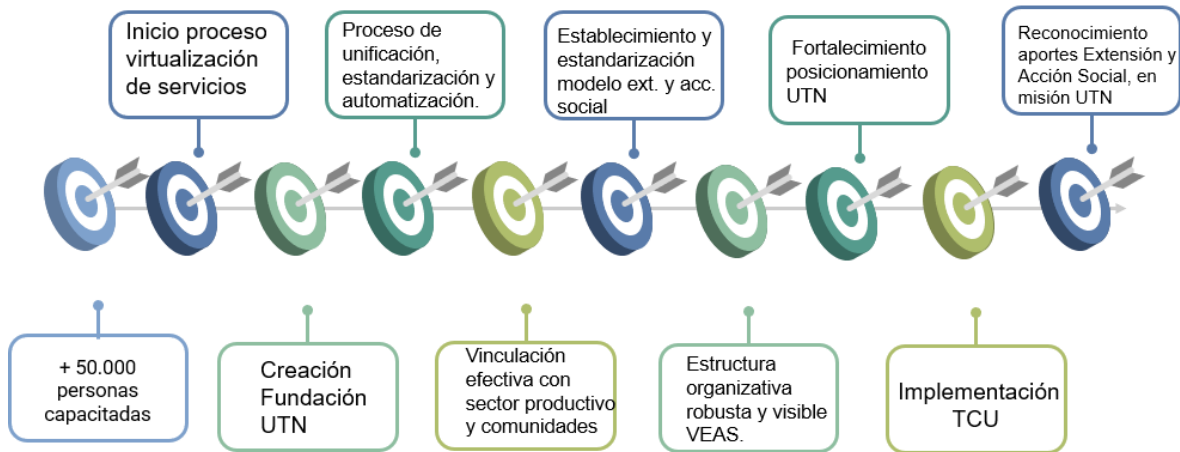 Inicio proceso
virtualización
de servicios
Proceso de
unificación,
estandarización y
automatización.
Establecimiento y
estandarización
modelo ext. y acc.
social
Fortalecimiento
posicionamiento
UTN
Reconocimiento
aportes Extensión y
Acción Social, en
misión UTN
+ 50.000
personas
capacitadas
Creación
Fundación
UTN
Vinculación
efectiva con
sector productivo
y comunidades
Estructura
organizativa
robusta y visible
VEAS.
Implementación
TCU